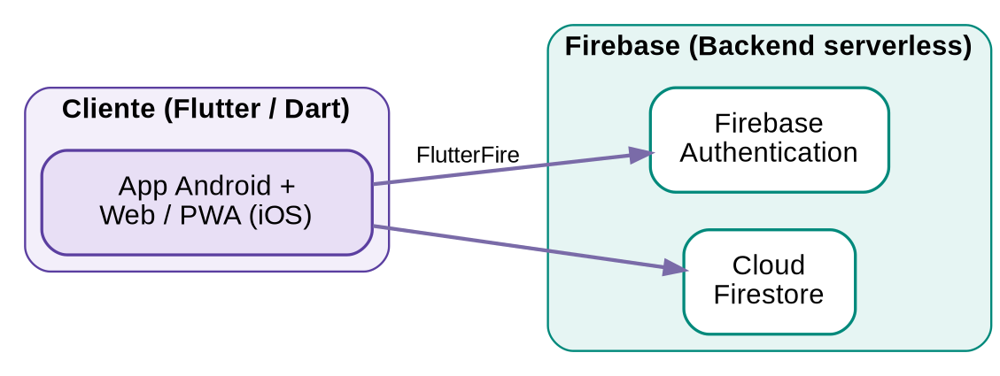 Cliente (Flutter / Dart)
App Android +
Web / PWA (iOS)
FlutterFire
Firebase (Backend serverless)
Firebase
Authentication
Cloud
Firestore